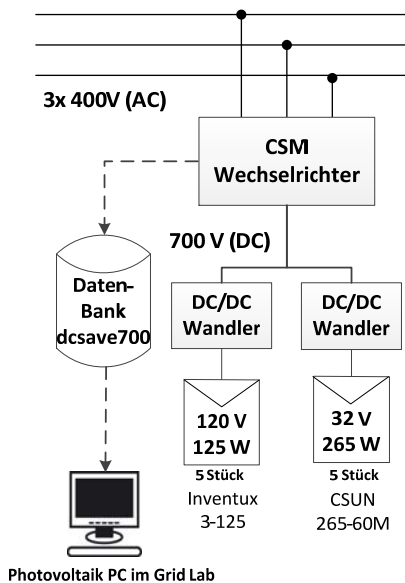 3x 400V (AC)
CSM
Wechselrichter
700 V (DC)
Daten-
Bank
dcsave700
DC/DC
Wandler
DC/DC
Wandler
120 V
125 W
32 V
265 W
5 Stück
Inventux
3-125
5 Stück
CSUN
265-60M
Photovoltaik PC im Grid Lab